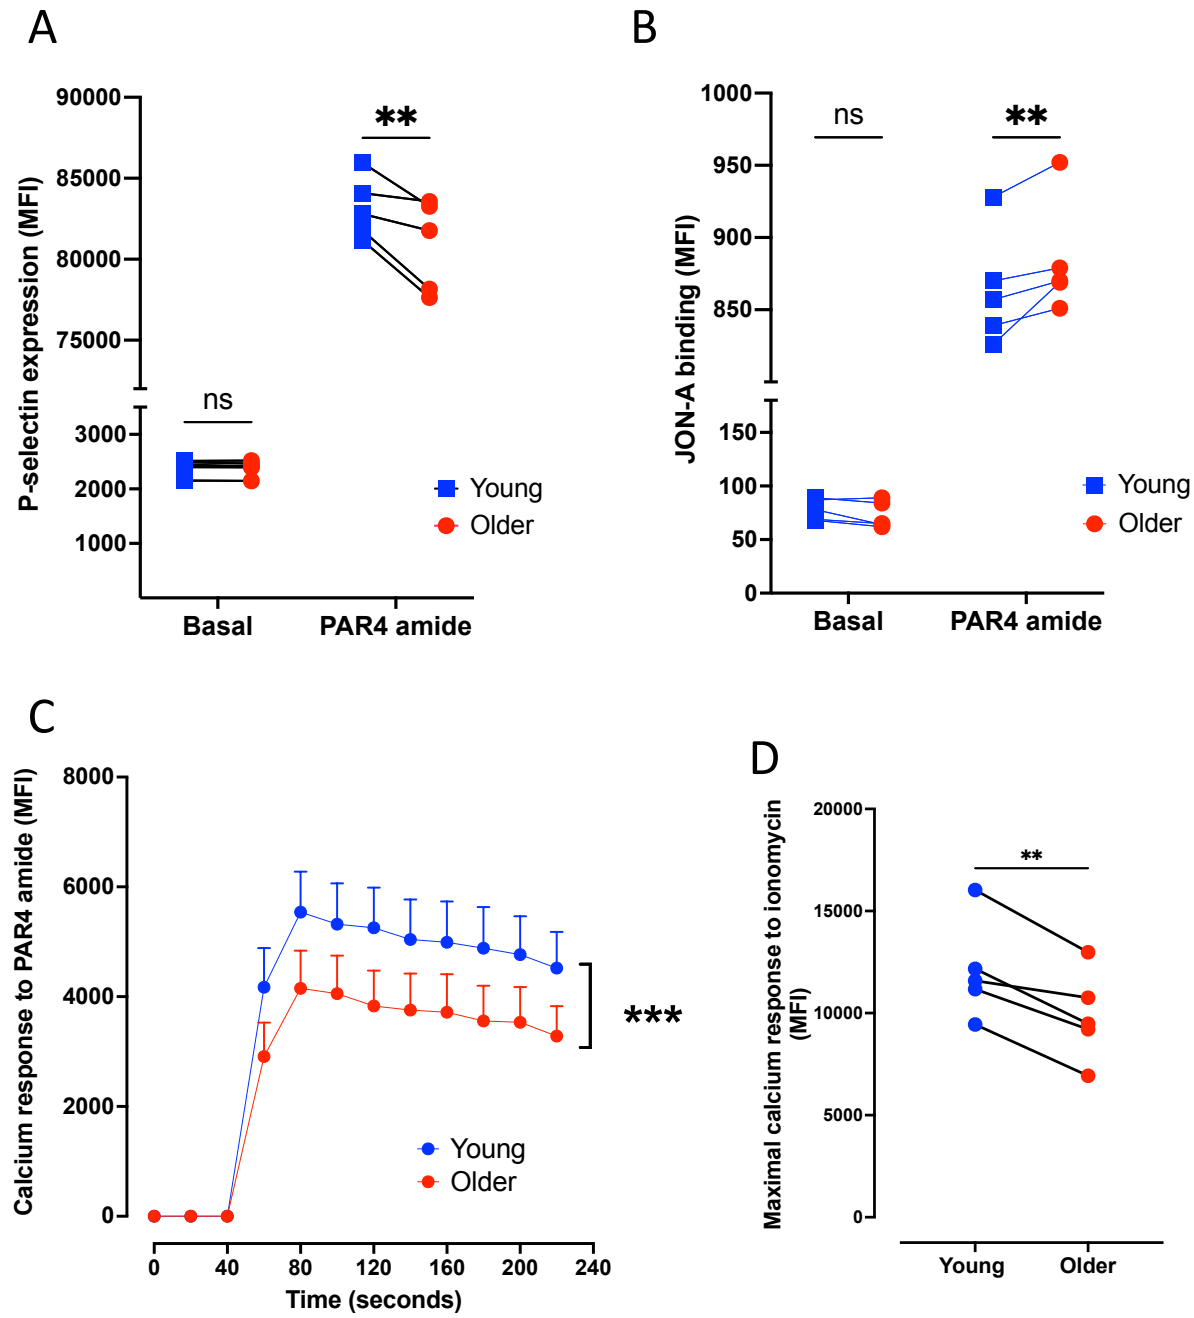 A
P-selectin expression (MFI)
90000
85000
80000
75000
3000
2000
1000
**
ns
Young
Older
Basal
PAR4 amide
B
JON-A binding (MFI)
1000
950
900
850
150
100
50
0
ns
**
Young
Older
Basal
PAR4 amide
C
Calcium response to PAR4 amide (MFI)
8000
6000
4000
2000
0
***
Young
Older
0 40 80 120 160 200 240
Time (seconds)
D
Maximal calcium response to ionomycin
(MFI)
20000
15000
10000
5000
0
**
Young
Older